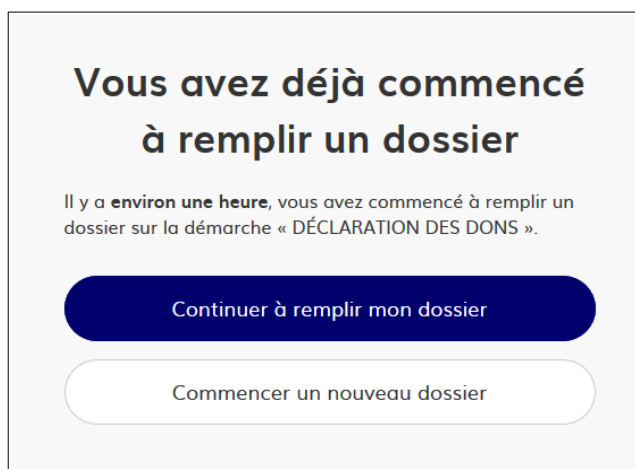 Vous avez déjà commencé
à remplir un dossier
Il y a environ une heure, vous avez commencé à remplir un
dossier sur la démarche « DÉCLARATION DES DONS ».
Continuer à remplir mon dossier
Commencer un nouveau dossier